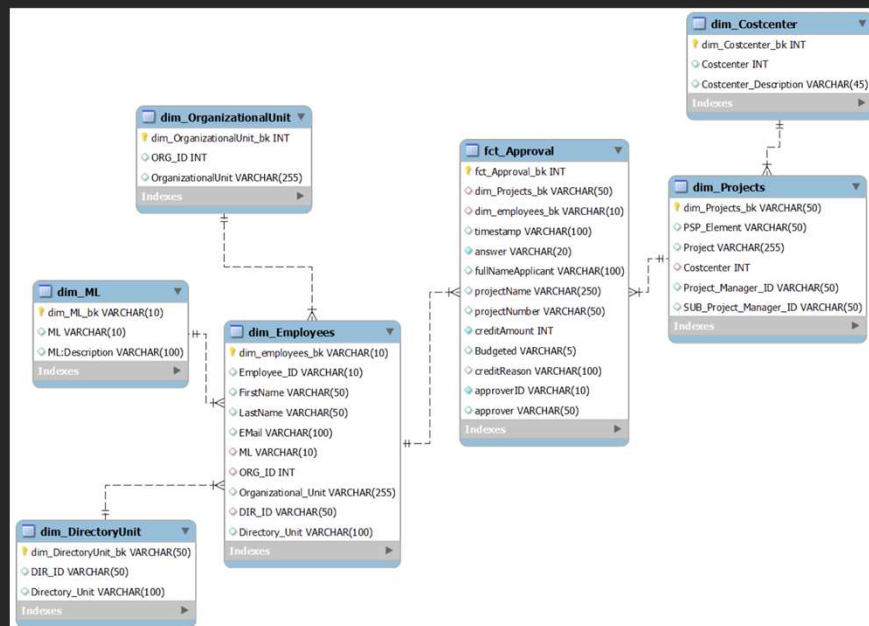 dim_Costcenter
dim_Costcenter_bk INT
Costcenter INT
Costcenter_Description VARCHAR(45)
Indexes
dim_OrganizationalUnit
dim_OrganizationalUnit_bk INT
ORG_ID INT
OrganizationalUnit VARCHAR(255)
Indexes
fct_Approval
fct_Approval_bk INT
dim_Projects_bk VARCHAR(50)
dim_employees_bk VARCHAR(10)
timestamp VARCHAR(100)
answer VARCHAR(20)
fullNameApplicant VARCHAR(100)
projectName VARCHAR(250)
projectNumber VARCHAR(50)
creditAmount INT
Budgeted VARCHAR(5)
creditReason VARCHAR(100)
approverID VARCHAR(10)
approver VARCHAR(50)
Indexes
dim_Projects
dim_Projects_bk VARCHAR(50)
PSP_Element VARCHAR(50)
Project VARCHAR(255)
Costcenter INT
Project_Manager_ID VARCHAR(50)
SUB_Project_Manager_ID VARCHAR(50)
Indexes
dim_ML
dim_ML_bk VARCHAR(10)
ML VARCHAR(10)
ML:Description VARCHAR(100)
Indexes
dim_Employees
dim_employees_bk VARCHAR(10)
Employee_ID VARCHAR(10)
FirstName VARCHAR(50)
LastName VARCHAR(50)
EMail VARCHAR(100)
ML VARCHAR(10)
ORG_ID INT
Organizational_Unit VARCHAR(255)
DIR_ID VARCHAR(50)
Directory_Unit VARCHAR(100)
Indexes
dim_DirectoryUnit
dim_DirectoryUnit_bk VARCHAR(50)
DIR_ID VARCHAR(50)
Directory_Unit VARCHAR(100)
Indexes